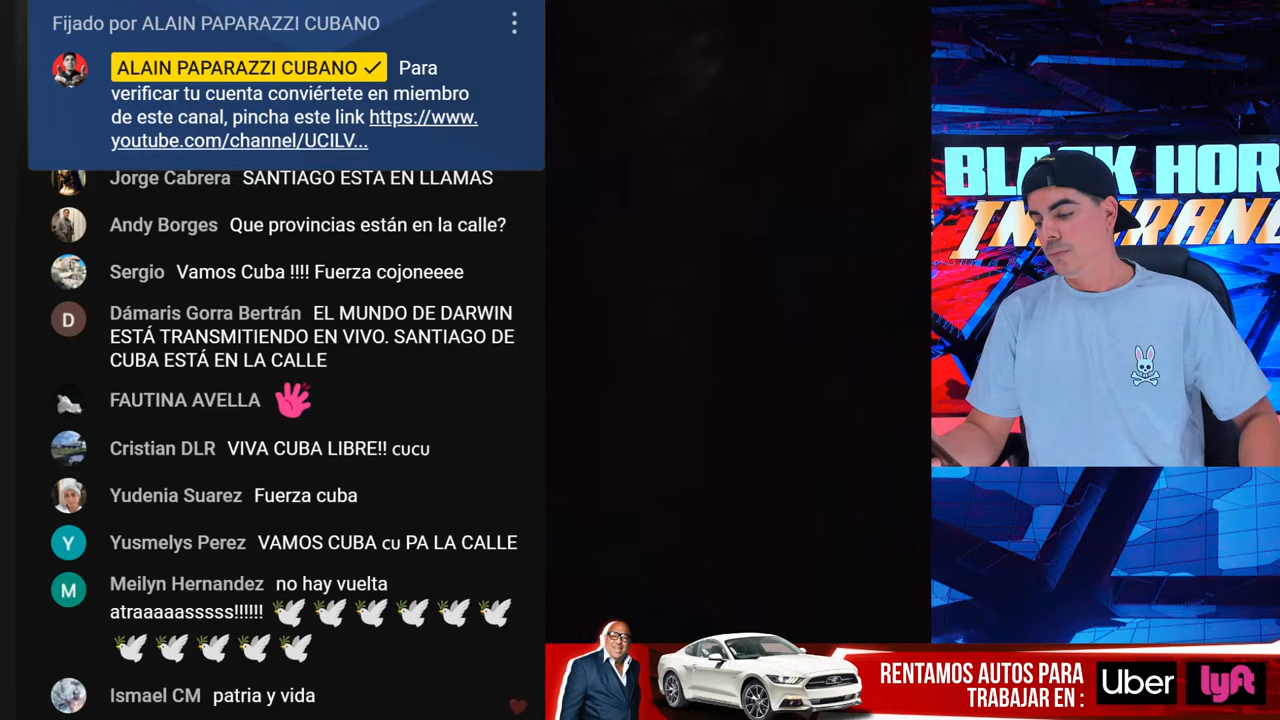 Fijado por ALAIN PAPARAZZI CUBANO
ALAIN PAPARAZZI CUBANO Para
verificar tu cuenta conviértete en miembro
de este canal, pincha este link https://www.
youtube.com/channel/UCILV...
Jorge Cabrera SANTIAGO ESTA EN LLAMAS
Andy Borges Que provincias están en la calle?
Sergio Vamos Cuba !!!! Fuerza cojoneeee
D
Dámaris Gorra Bertrán EL MUNDO DE DARWIN
ESTÁ TRANSMITIENDO EN VIVO. SANTIAGO DE
CUBA ESTÁ EN LA CALLE
FAUTINA AVELLA
Cristian DLR VIVA CUBA LIBRE!! cucu
Yudenia Suarez Fuerza cuba
Y
Yusmelys Perez VAMOS CUBA cu PA LA CALLE
M
Meilyn Hernandez no hay vuelta
atraaaaasssss!!!!!!
Ismael CM patria y vida
BLACK HOR
RENTAMOS AUTOS PARA
TRABAJAR EN :
Uber
lyft